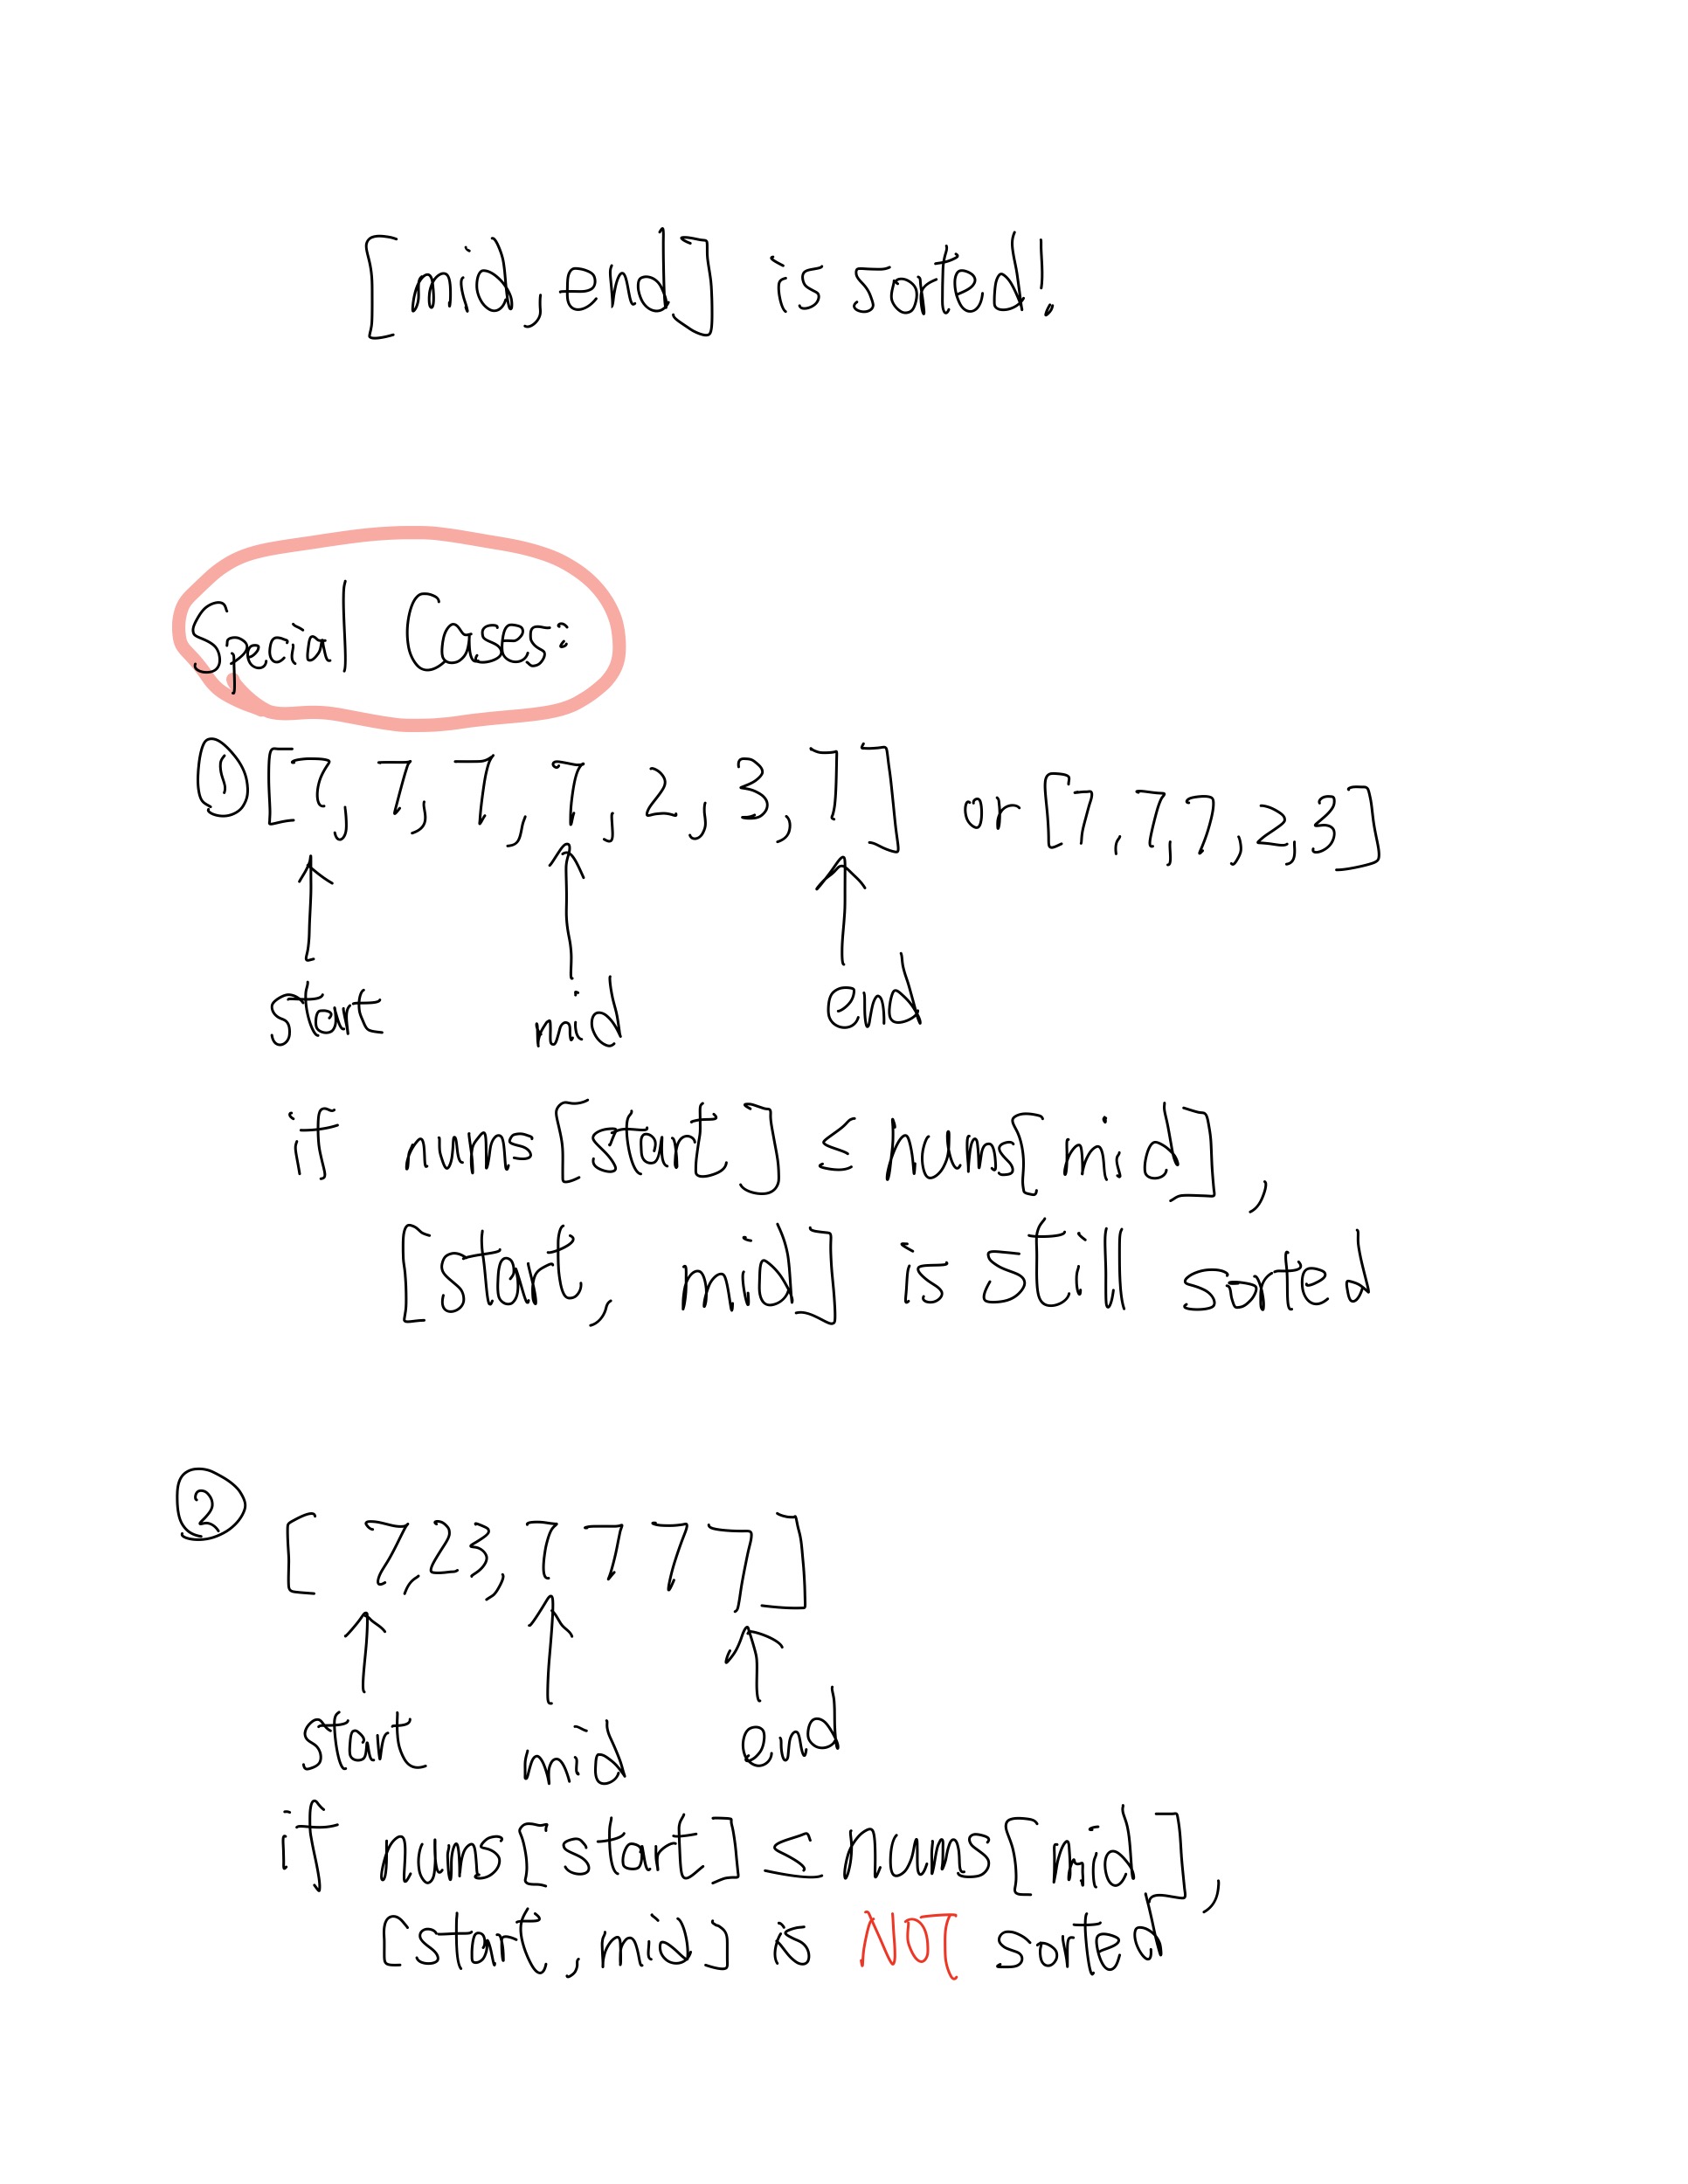 [mid, end] is sorted!
Special Cases:
① [7, 7, 7, 7, 2, 3, 7] or [7, 7, 7, 2, 3]
start mid end
if nums[start] ≤ nums[mid],
[start, mid] is still sorted
② [7, 2 3, 7 7 7 7]
start mid end
if nums[start] ≤ nums[mid],
[start, mid] is NOT sorted